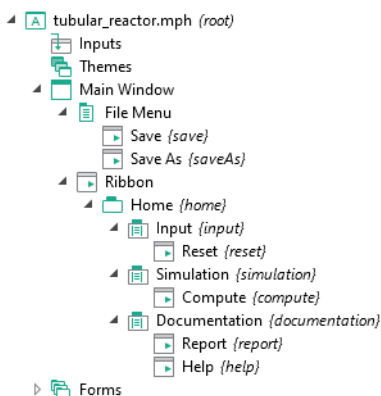 tubular_reactor.mph (root)
Inputs
Themes
Main Window
File Menu
Save {save}
Save As {saveAs}
Ribbon
Home {home}
Input {input}
Reset {reset}
Simulation {simulation}
Compute {compute}
Documentation {documentation}
Report {report}
Help {help}
Forms